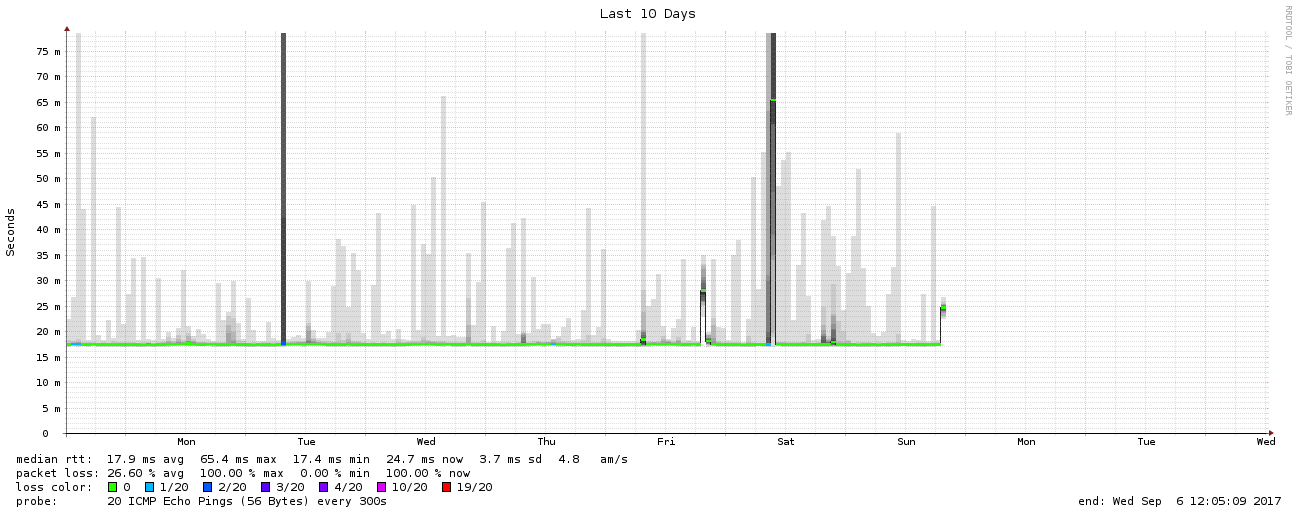 Last 10 Days
RRDTOOL / TOBI OETIKER
Seconds
75 m
70 m
65 m
60 m
55 m
50 m
45 m
40 m
35 m
30 m
25 m
20 m
15 m
10 m
5 m
0
Mon Tue Wed Thu Fri Sat Sun Mon Tue Wed
median rtt: 17.9 ms avg 65.4 ms max 17.4 ms min 24.7 ms now 3.7 ms sd 4.8 am/s
packet loss: 26.60 % avg 100.00 % max 0.00 % min 100.00 % now
loss color: 0 1/20 2/20 3/20 4/20 10/20 19/20
probe: 20 ICMP Echo Pings (56 Bytes) every 300s end: Wed Sep 6 12:05:09 2017